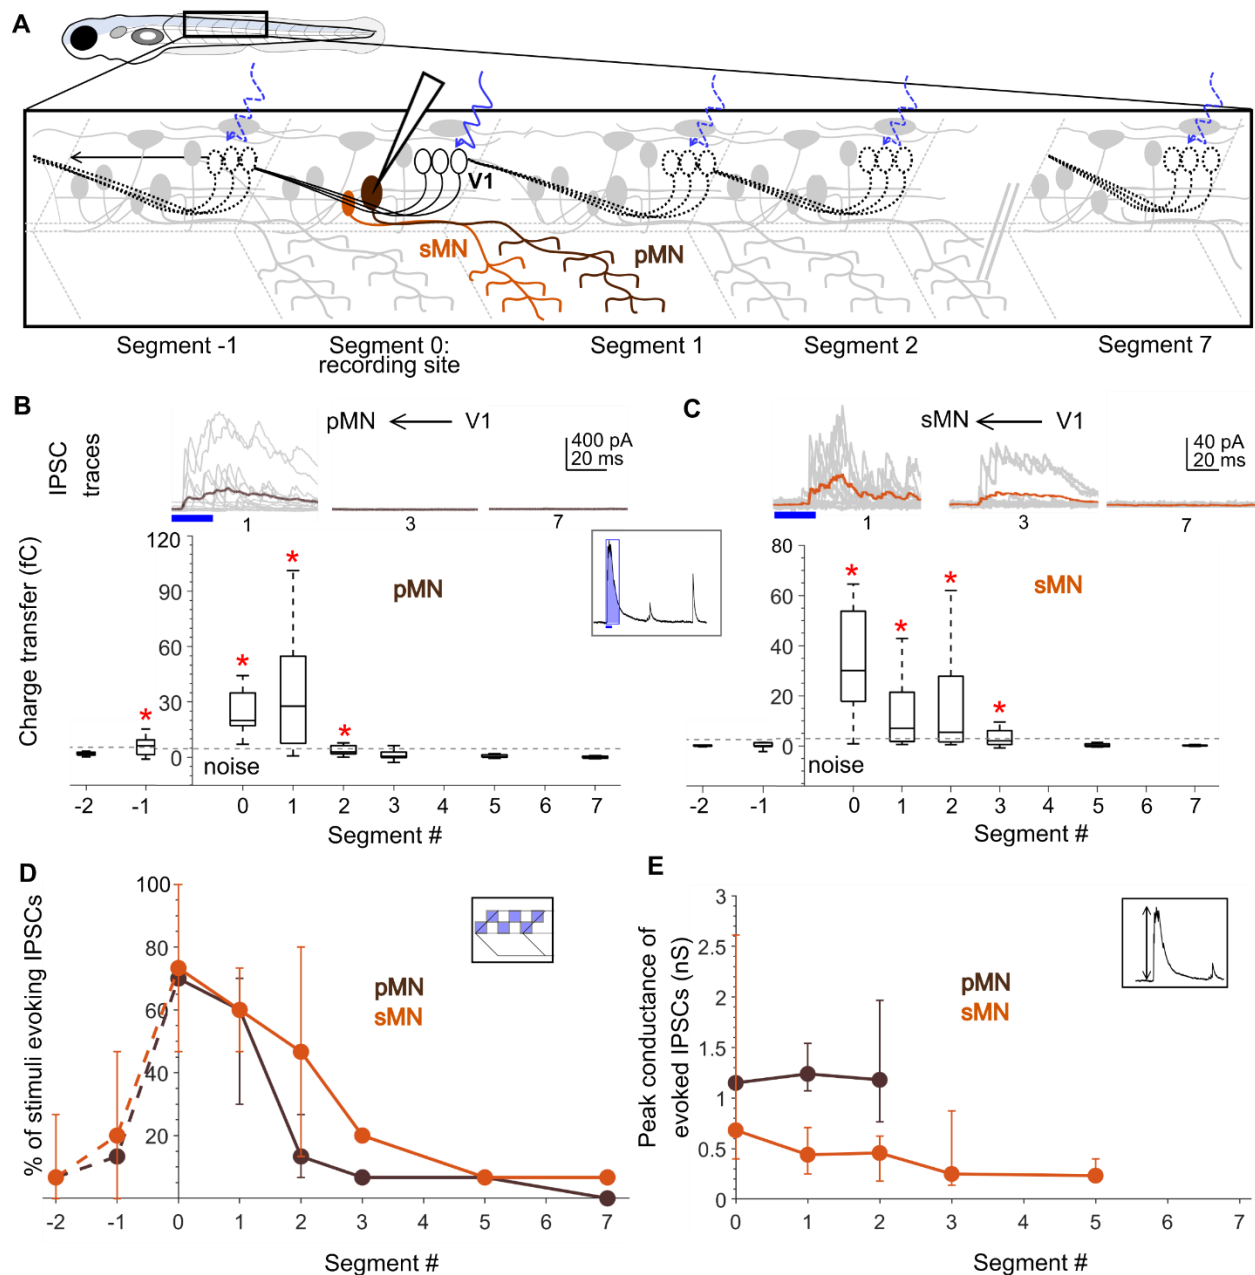 A
V1
sMN
pMN
Segment -1
Segment 0:
recording site
Segment 1
Segment 2
Segment 7
B
IPSC
traces
pMN V1
400 pA
20 ms
1
3
7
Charge transfer (fC)
120
90
60
30
0
pMN
noise
-2 -1 0 1 2 3 4 5 6 7
Segment #
C
sMN V1
40 pA
20 ms
1
3
7
80
60
40
20
0
sMN
noise
-2 -1 0 1 2 3 4 5 6 7
Segment #
D
% of stimuli evoking IPSCs
100
80
60
40
20
pMN
sMN
-2 -1 0 1 2 3 4 5 6 7
Segment #
E
Peak conductance of
evoked IPSCs (nS)
3
2.5
2
1.5
1
0.5
0
pMN
sMN
0 1 2 3 4 5 6 7
Segment #